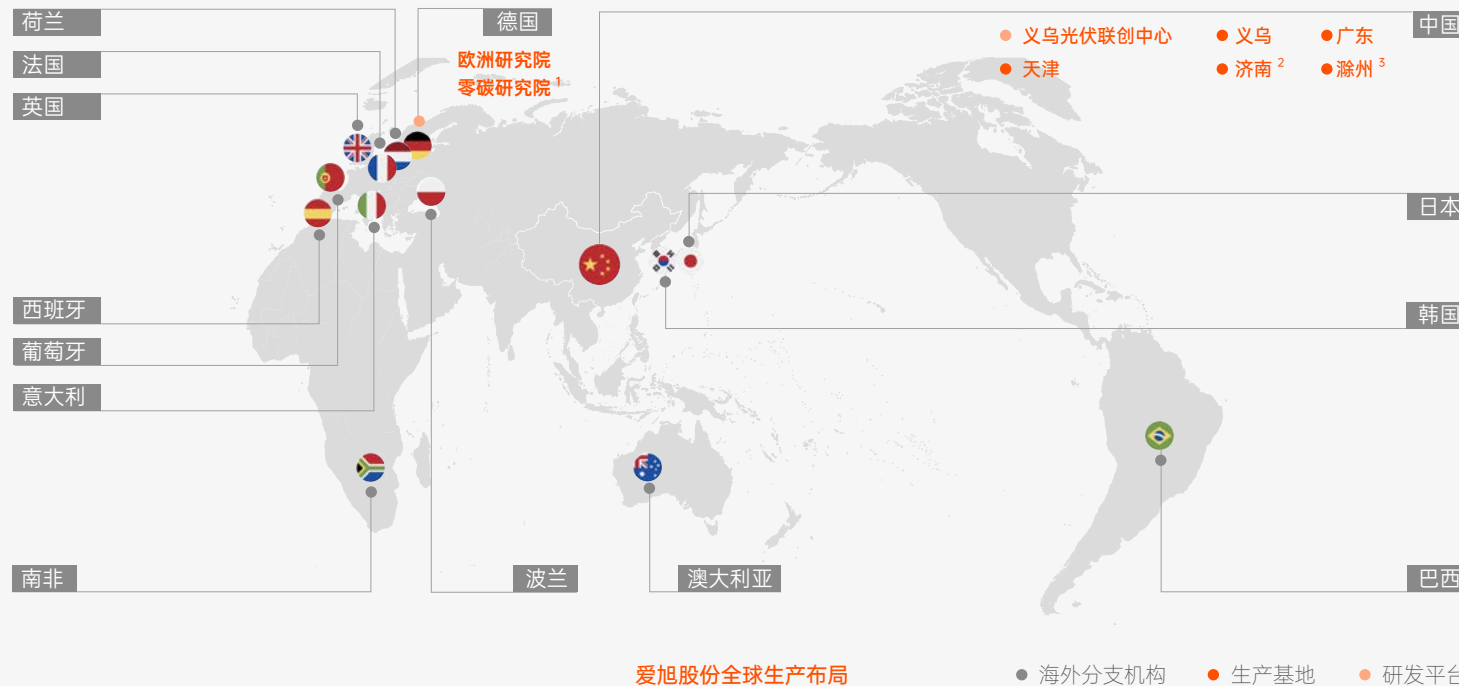 荷兰
法国
英国
德国
欧洲研究院
零碳研究院 1
中国
义乌光伏联创中心 义乌 广东
天津 济南 2 滁州 3
日本
韩国
西班牙
葡萄牙
意大利
南非
波兰
澳大利亚
巴西
爱旭股份全球生产布局
海外分支机构 生产基地 研发平台